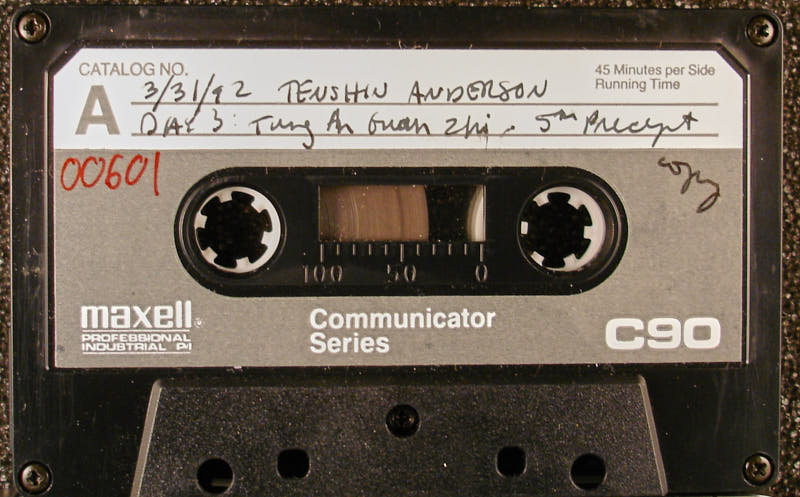 CATALOG NO.
45 Minutes per Side
Running Time
A
3/31/92 TENSHIN ANDERSON
DAY 3: Tung An Guan Zhi. 5th Precept
00601
copy
100 50 0
maxell®
PROFESSIONAL
INDUSTRIAL P/I
Communicator
Series
C90